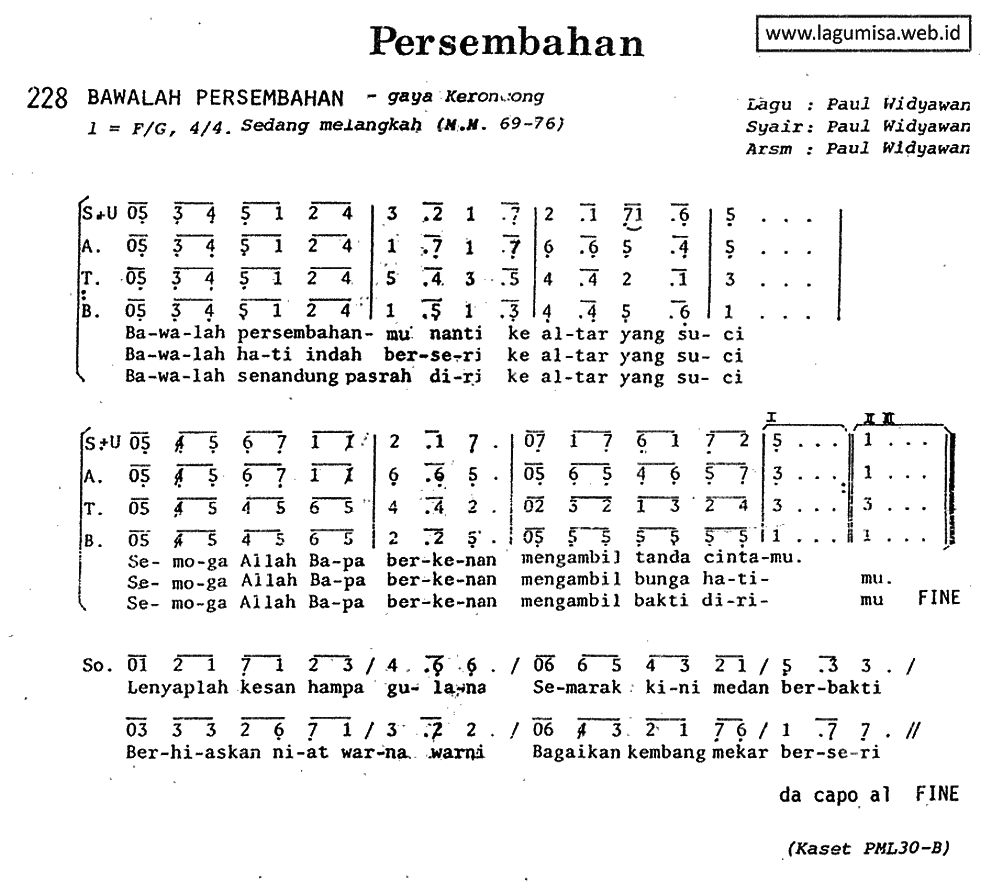 Persembahan
www.lagumisa.web.id
228 BAWALAH PERSEMBAHAN - gaya Keroncong
1 = F/G, 4/4. Sedang melangkah (M.M. 69-76)
Lagu : Paul Widyawan
Syair: Paul Widyawan
Arsm : Paul Widyawan
S+U 05 3 4 5 1 2 4 | 3 .2 1 .7 | 2 .1 71 .6 | 5 . . . |
A. 05 3 4 5 1 2 4 | 1 .7 1 .7 | 6 .6 5 .4 | 5 . . .
T. 05 3 4 5 1 2 4 | 5 .4 3 .5 | 4 .4 2 .1 | 3 . . .
B. 05 3 4 5 1 2 4 | 1 .5 1 .3 | 4 .4 5 .6 | 1 . . . |
Ba-wa-lah persembahan- mu nanti ke al-tar yang su- ci
Ba-wa-lah ha-ti indah ber-se-ri ke al-tar yang su- ci
Ba-wa-lah senandung pasrah di-ri ke al-tar yang su- ci
I II III
S+U 05 4 5 6 7 1 1 | 2 .1 7 . | 07 1 7 6 1 7 2 | 5 . . . || 1 . . .
A. 05 4 5 6 7 1 1 | 6 .6 5 . | 05 6 5 4 6 5 7 | 3 . . . || 1 . . .
T. 05 4 5 4 5 6 5 | 4 .4 2 . | 02 3 2 1 3 2 4 | 3 . . . || 3 . . .
B. 05 4 5 4 5 6 5 | 2 .2 5 . | 05 5 5 5 5 5 5 | 1 . . . || 1 . . .
Se- mo-ga Allah Ba-pa ber-ke-nan mengambil tanda cinta-mu.
Se- mo-ga Allah Ba-pa ber-ke-nan mengambil bunga ha-ti- mu.
Se- mo-ga Allah Ba-pa ber-ke-nan mengambil bakti di-ri- mu FINE
So. 01 2 1 7 1 2 3 / 4 .6 6 . / 06 6 5 4 3 2 1 / 5 .3 3 . /
Lenyaplah kesan hampa gu- la-na Se-marak ki-ni medan ber-bakti
03 3 3 2 6 7 1 / 3 .2 2 . / 06 4 3 2 1 7 6 / 1 .7 7 . //
Ber-hi-askan ni-at war-na warni Bagaikan kembang mekar ber-se-ri
da capo al FINE
(Kaset PML30-B)